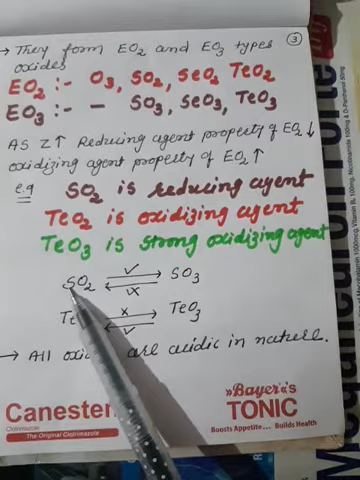 ③
→ They form EO2 and EO3 types
oxides
EO2 :- O3, SO2, SeO2 TeO2
EO3 :- - SO3, SeO3, TeO3
As Z↑ Reducing agent property of EO2↓
oxidizing agent property of EO2 ↑
e.g SO2 is reducing agent
TeO2 is oxidizing agent
TeO3 is strong oxidizing agent
SO2 ⇌ SO3
✓
×
⇌ TeO3
×
✓
→ All are acidic in nature.
Canesten
Clotrimazole
The Original Clotrimazole
»Bayer«s
TONIC
Boosts Appetite... Builds Health